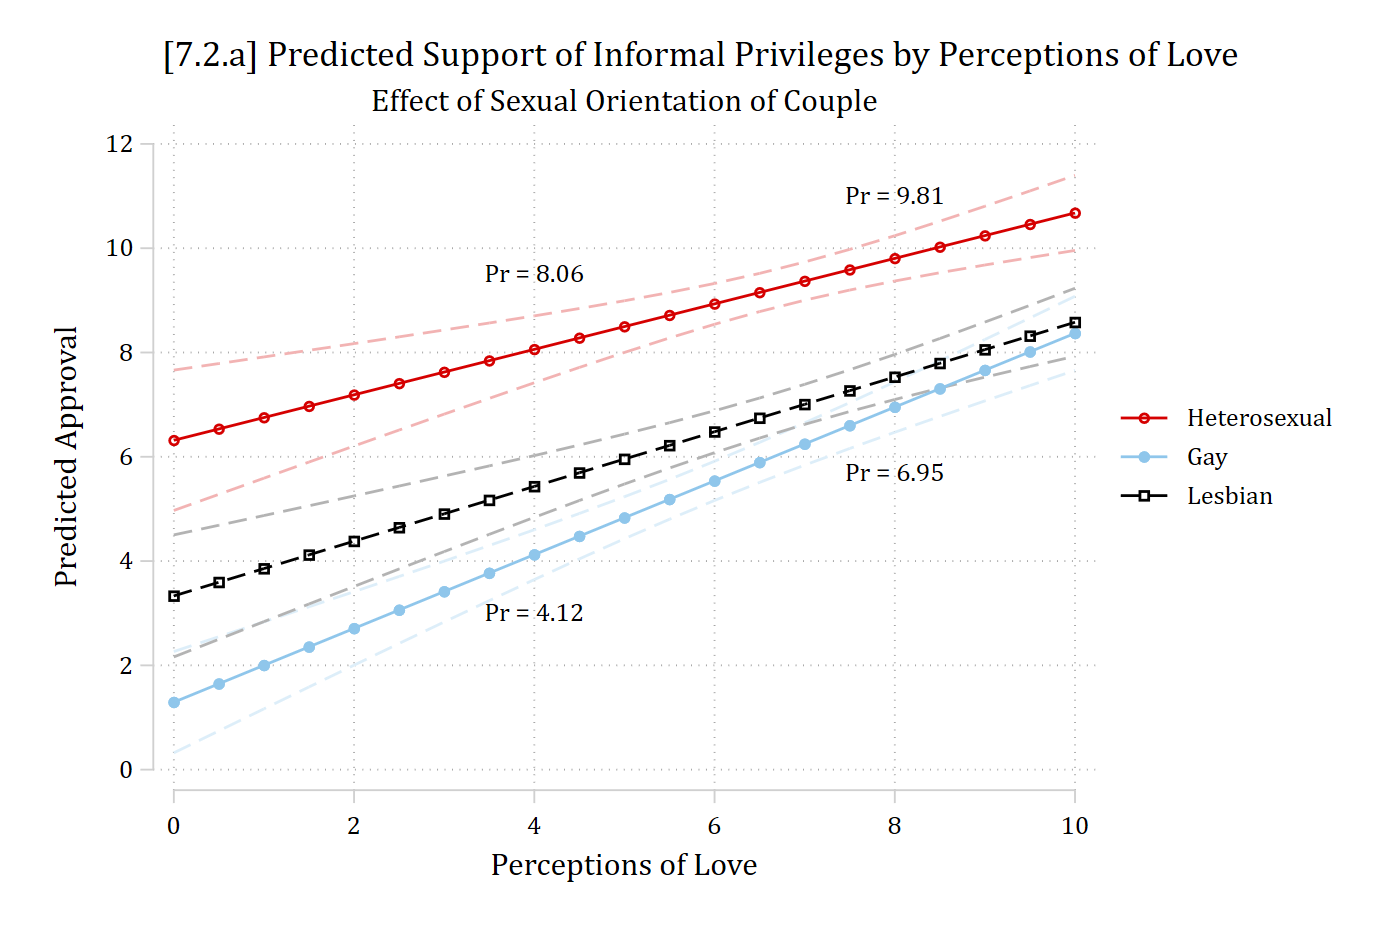 [7.2.a] Predicted Support of Informal Privileges by Perceptions of Love
Effect of Sexual Orientation of Couple
Predicted Approval
12
10
8
6
4
2
0
Pr = 9.81
Pr = 8.06
Pr = 6.95
Pr = 4.12
0 2 4 6 8 10
Perceptions of Love
Heterosexual
Gay
Lesbian